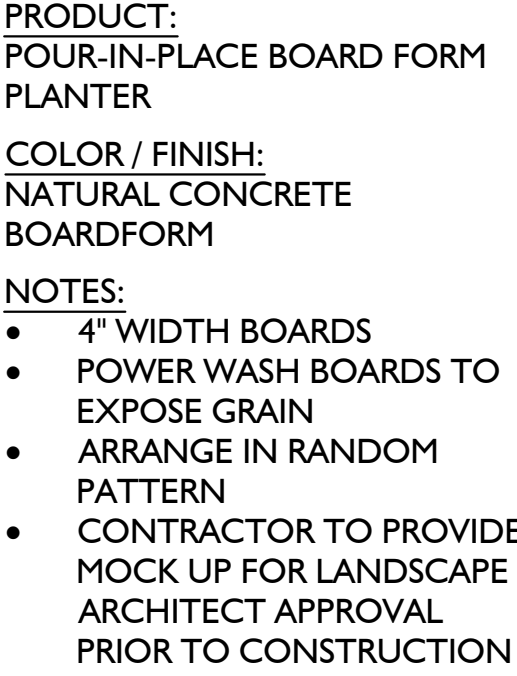 PRODUCT:
POUR-IN-PLACE BOARD FORM
PLANTER
COLOR / FINISH:
NATURAL CONCRETE
BOARDFORM
NOTES:
• 4" WIDTH BOARDS
• POWER WASH BOARDS TO
EXPOSE GRAIN
• ARRANGE IN RANDOM
PATTERN
• CONTRACTOR TO PROVIDE
MOCK UP FOR LANDSCAPE
ARCHITECT APPROVAL
PRIOR TO CONSTRUCTION